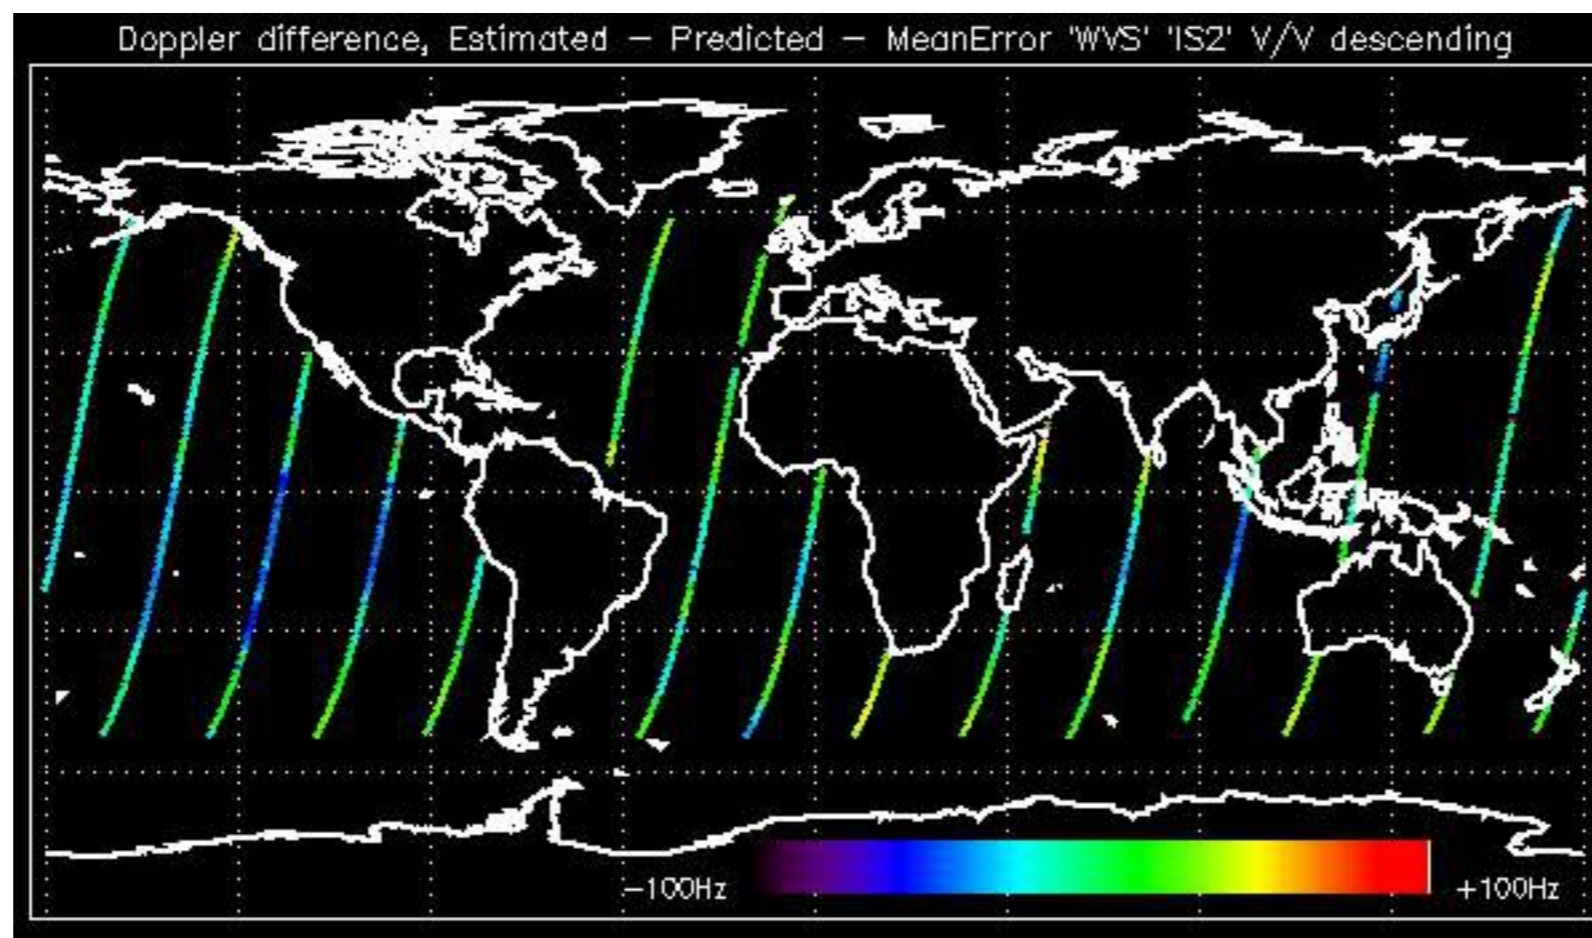 Doppler difference, Estimated – Predicted – MeanError 'WVS' 'IS2' V/V descending
-100Hz +100Hz